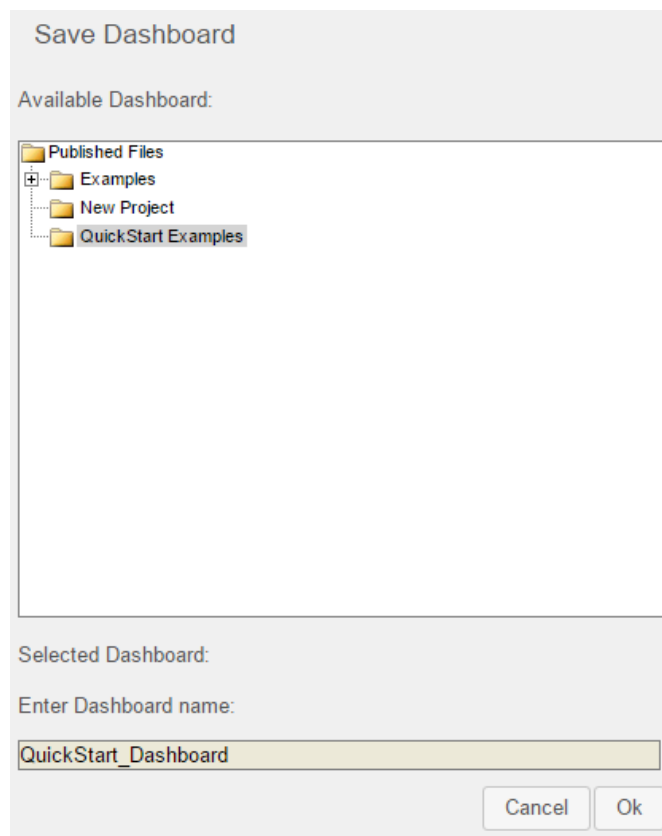 Save Dashboard
Available Dashboard:
Published Files
Examples
New Project
QuickStart Examples
Selected Dashboard:
Enter Dashboard name:
QuickStart_Dashboard
Cancel Ok